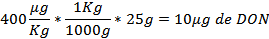 400 μg/Kg * 1Kg/1000g * 25g = 10μg de DON